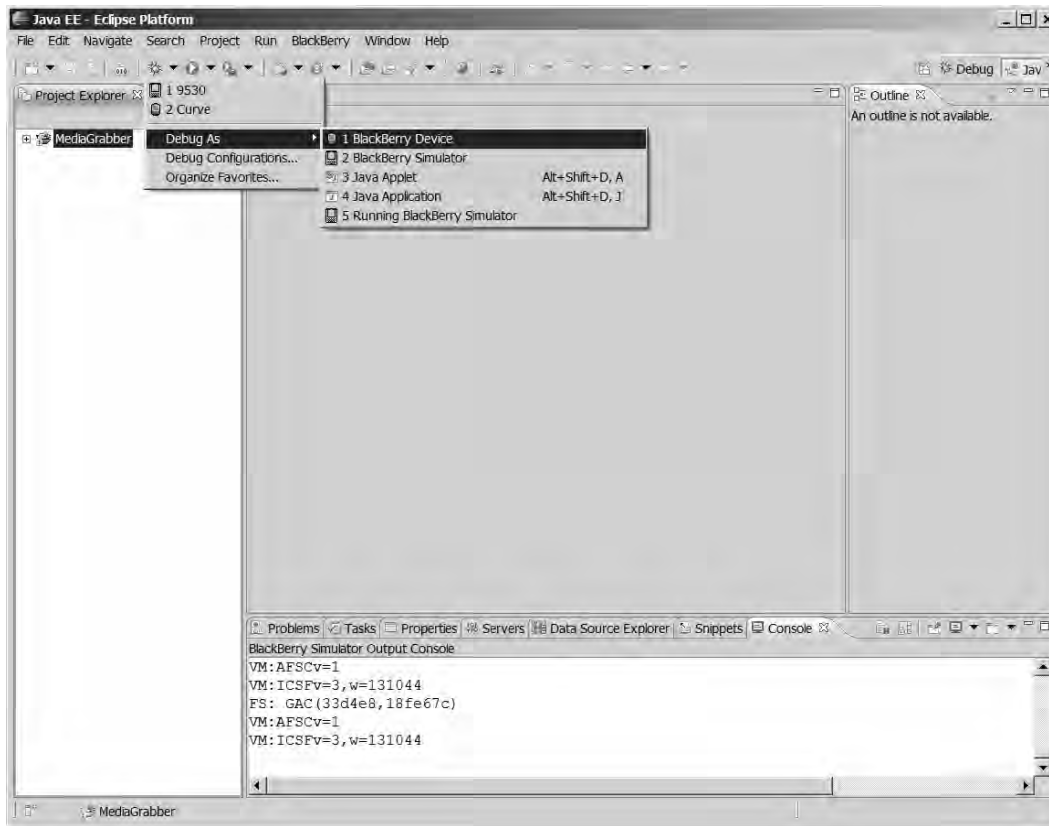 Java EE - Eclipse Platform
File Edit Navigate Search Project Run BlackBerry Window Help
Debug Jav
Project Explorer
1 9530
2 Curve
Debug As
Debug Configurations...
Organize Favorites...
1 BlackBerry Device
2 BlackBerry Simulator
3 Java Applet Alt+Shift+D, A
4 Java Application Alt+Shift+D, J
5 Running BlackBerry Simulator
MediaGrabber
Outline
An outline is not available.
Problems Tasks Properties Servers Data Source Explorer Snippets Console
BlackBerry Simulator Output Console
VM:AFSCv=1
VM:ICSFv=3,w=131044
FS: GAC(33d4e8,18fe67c)
VM:AFSCv=1
VM:ICSFv=3,w=131044
MediaGrabber